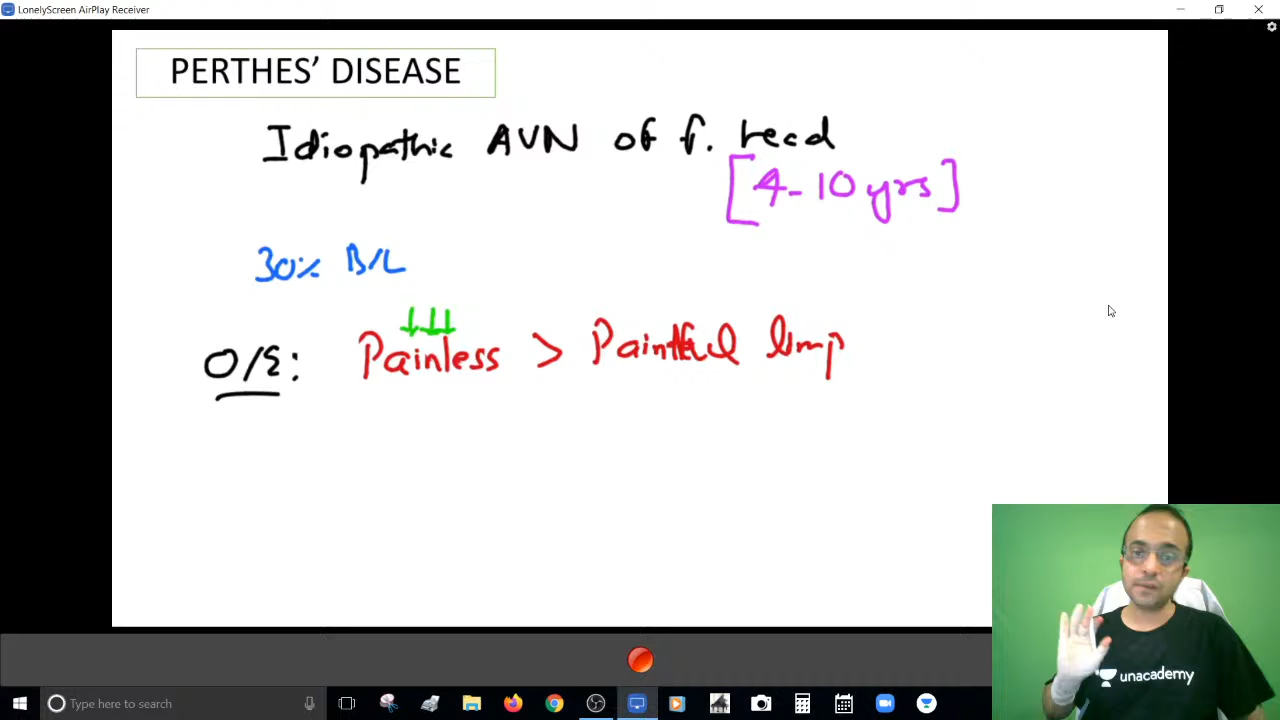 LonelyScreen AirPlay Receiver
PERTHES' DISEASE
Idiopathic AVN of f. head
[4-10 yrs]
30% B/L
O/E: Painless > Painful limp
unacademy
Type here to search